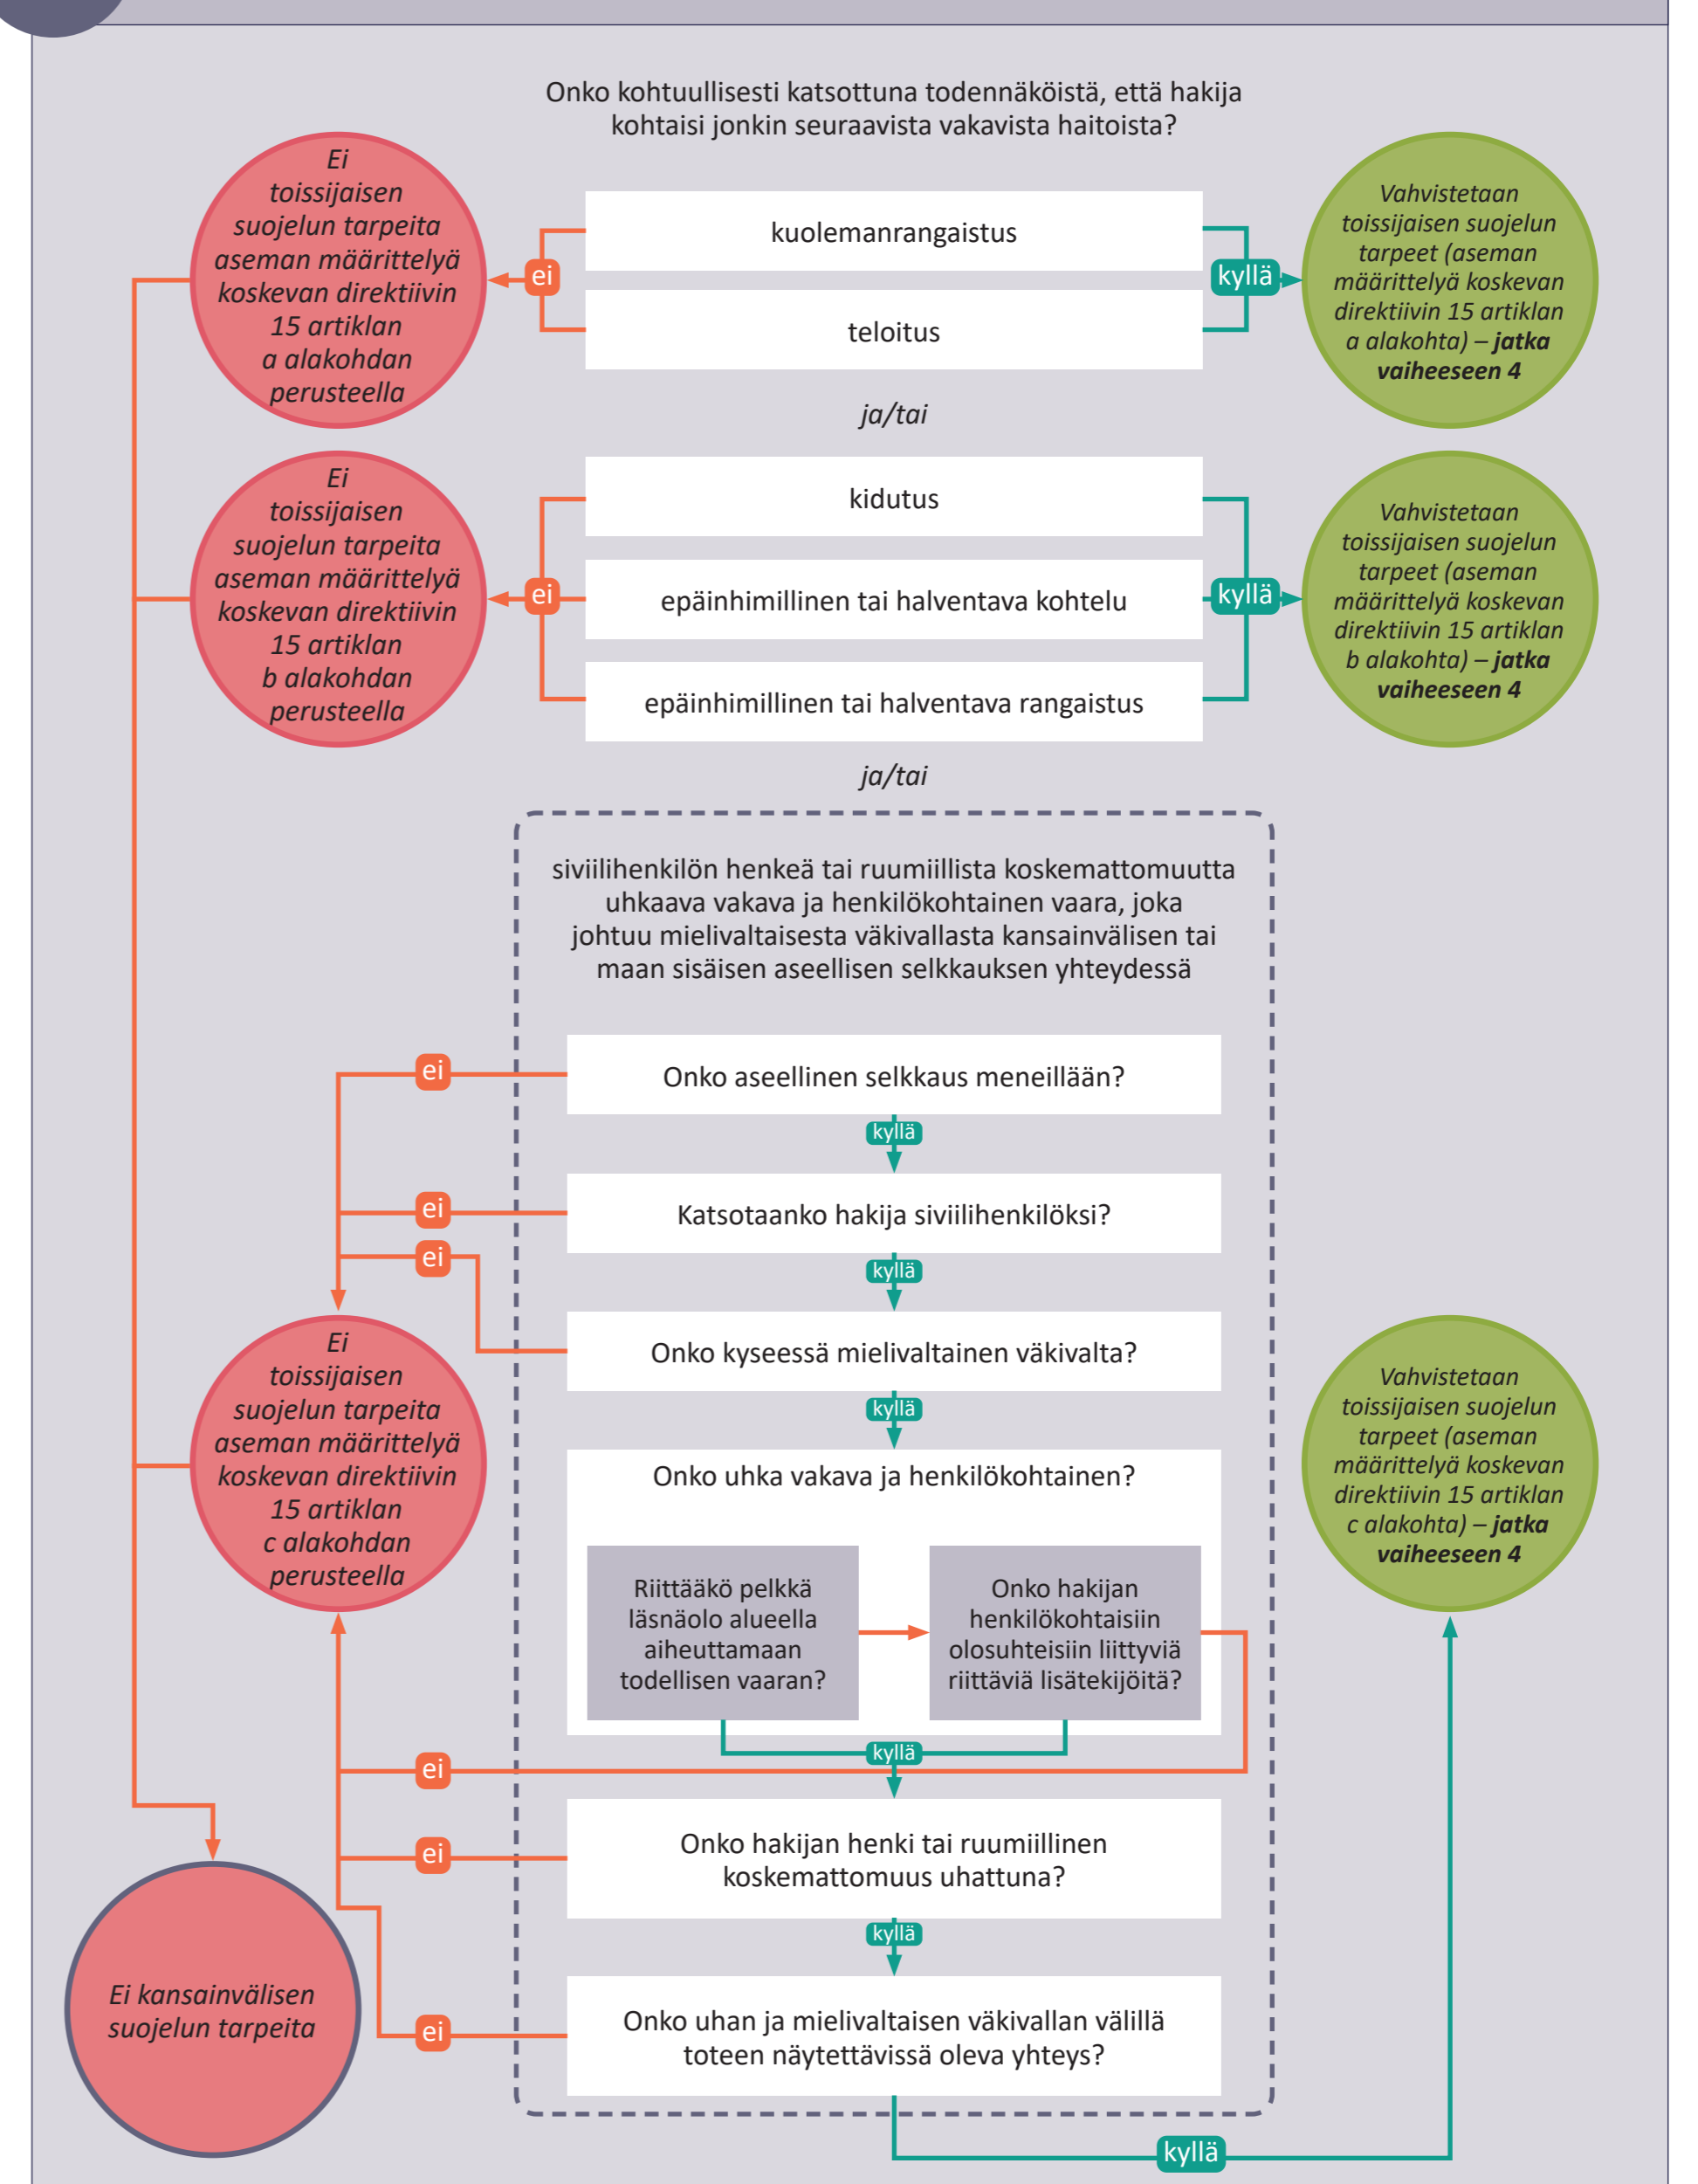 Onko kohtuullisesti katsottuna todennäköistä, että hakija
kohtaisi jonkin seuraavista vakavista haitoista?
Ei
toissijaisen
suojelun tarpeita
aseman määrittelyä
koskevan direktiivin
15 artiklan
a alakohdan
perusteella
ei
kuolemanrangaistus
teloitus
kyllä
Vahvistetaan
toissijaisen suojelun
tarpeet (aseman
määrittelyä koskevan
direktiivin 15 artiklan
a alakohta) – jatka
vaiheeseen 4
ja/tai
Ei
toissijaisen
suojelun tarpeita
aseman määrittelyä
koskevan direktiivin
15 artiklan
b alakohdan
perusteella
ei
kidutus
epäinhimillinen tai halventava kohtelu
epäinhimillinen tai halventava rangaistus
kyllä
Vahvistetaan
toissijaisen suojelun
tarpeet (aseman
määrittelyä koskevan
direktiivin 15 artiklan
b alakohta) – jatka
vaiheeseen 4
ja/tai
siviilihenkilön henkeä tai ruumiillista koskemattomuutta
uhkaava vakava ja henkilökohtainen vaara, joka
johtuu mielivaltaisesta väkivallasta kansainvälisen tai
maan sisäisen aseellisen selkkauksen yhteydessä
ei
Onko aseellinen selkkaus meneillään?
kyllä
ei
Katsotaanko hakija siviilihenkilöksi?
ei
kyllä
Onko kyseessä mielivaltainen väkivalta?
kyllä
Ei
toissijaisen
suojelun tarpeita
aseman määrittelyä
koskevan direktiivin
15 artiklan
c alakohdan
perusteella
Onko uhka vakava ja henkilökohtainen?
Riittääkö pelkkä
läsnäolo alueella
aiheuttamaan
todellisen vaaran?
Onko hakijan
henkilökohtaisiin
olosuhteisiin liittyviä
riittäviä lisätekijöitä?
Vahvistetaan
toissijaisen suojelun
tarpeet (aseman
määrittelyä koskevan
direktiivin 15 artiklan
c alakohta) – jatka
vaiheeseen 4
kyllä
ei
ei
Onko hakijan henki tai ruumiillinen
koskemattomuus uhattuna?
kyllä
Ei kansainvälisen
suojelun tarpeita
ei
Onko uhan ja mielivaltaisen väkivallan välillä
toteen näytettävissä oleva yhteys?
kyllä